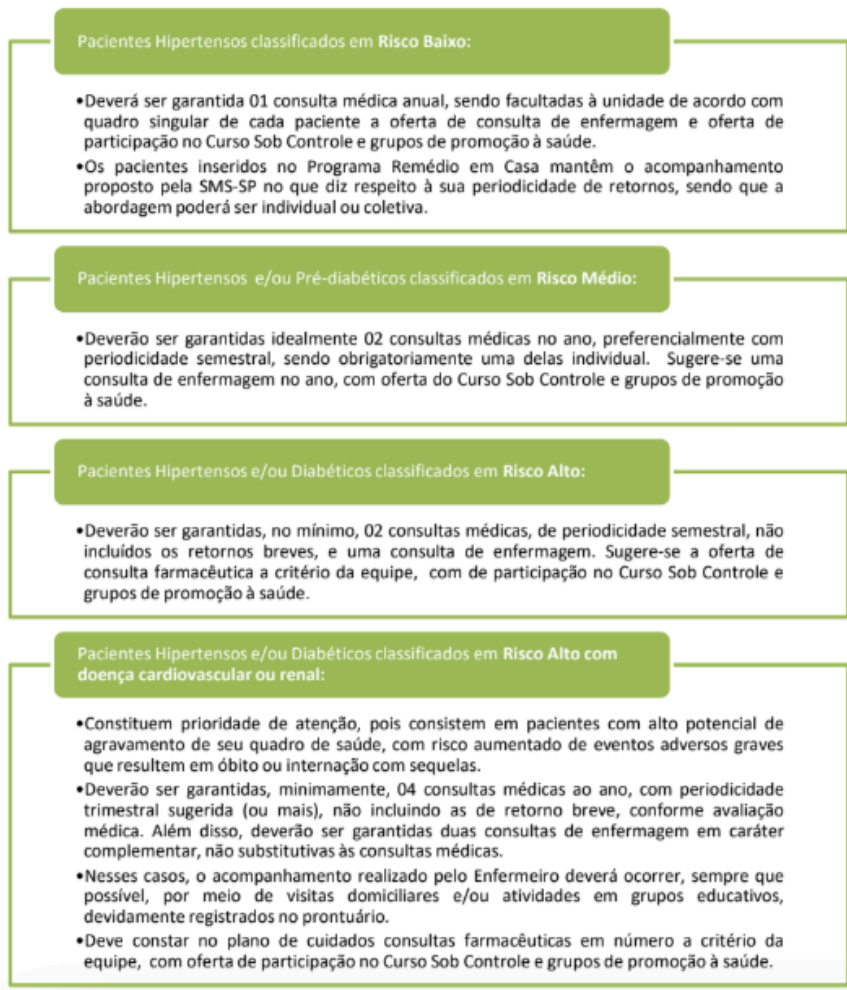 Pacientes Hipertensos classificados em Risco Baixo:
•Deverá ser garantida 01 consulta médica anual, sendo facultadas à unidade de acordo com
quadro singular de cada paciente a oferta de consulta de enfermagem e oferta de
participação no Curso Sob Controle e grupos de promoção à saúde.
•Os pacientes inseridos no Programa Remédio em Casa mantêm o acompanhamento
proposto pela SMS-SP no que diz respeito à sua periodicidade de retornos, sendo que a
abordagem poderá ser individual ou coletiva.
Pacientes Hipertensos e/ou Pré-diabéticos classificados em Risco Médio:
•Deverão ser garantidas idealmente 02 consultas médicas no ano, preferencialmente com
periodicidade semestral, sendo obrigatoriamente uma delas individual. Sugere-se uma
consulta de enfermagem no ano, com oferta do Curso Sob Controle e grupos de promoção
à saúde.
Pacientes Hipertensos e/ou Diabéticos classificados em Risco Alto:
•Deverão ser garantidas, no mínimo, 02 consultas médicas, de periodicidade semestral, não
incluídos os retornos breves, e uma consulta de enfermagem. Sugere-se a oferta de
consulta farmacêutica a critério da equipe, com de participação no Curso Sob Controle e
grupos de promoção à saúde.
Pacientes Hipertensos e/ou Diabéticos classificados em Risco Alto com
doença cardiovascular ou renal:
•Constituem prioridade de atenção, pois consistem em pacientes com alto potencial de
agravamento de seu quadro de saúde, com risco aumentado de eventos adversos graves
que resultem em óbito ou internação com sequelas.
•Deverão ser garantidas, minimamente, 04 consultas médicas ao ano, com periodicidade
trimestral sugerida (ou mais), não incluindo as de retorno breve, conforme avaliação
médica. Além disso, deverão ser garantidas duas consultas de enfermagem em caráter
complementar, não substitutivas às consultas médicas.
•Nesses casos, o acompanhamento realizado pelo Enfermeiro deverá ocorrer, sempre que
possível, por meio de visitas domiciliares e/ou atividades em grupos educativos,
devidamente registrados no prontuário.
•Deve constar no plano de cuidados consultas farmacêuticas em número a critério da
equipe, com oferta de participação no Curso Sob Controle e grupos de promoção à saúde.